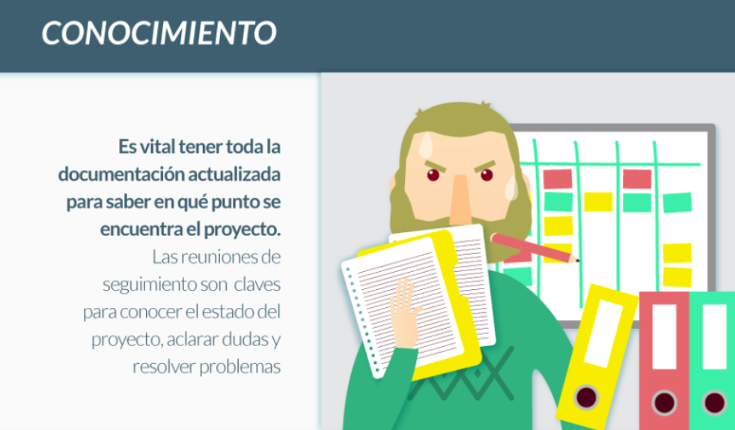 CONOCIMIENTO
Es vital tener toda la
documentación actualizada
para saber en qué punto se
encuentra el proyecto.
Las reuniones de
seguimiento son claves
para conocer el estado del
proyecto, aclarar dudas y
resolver problemas